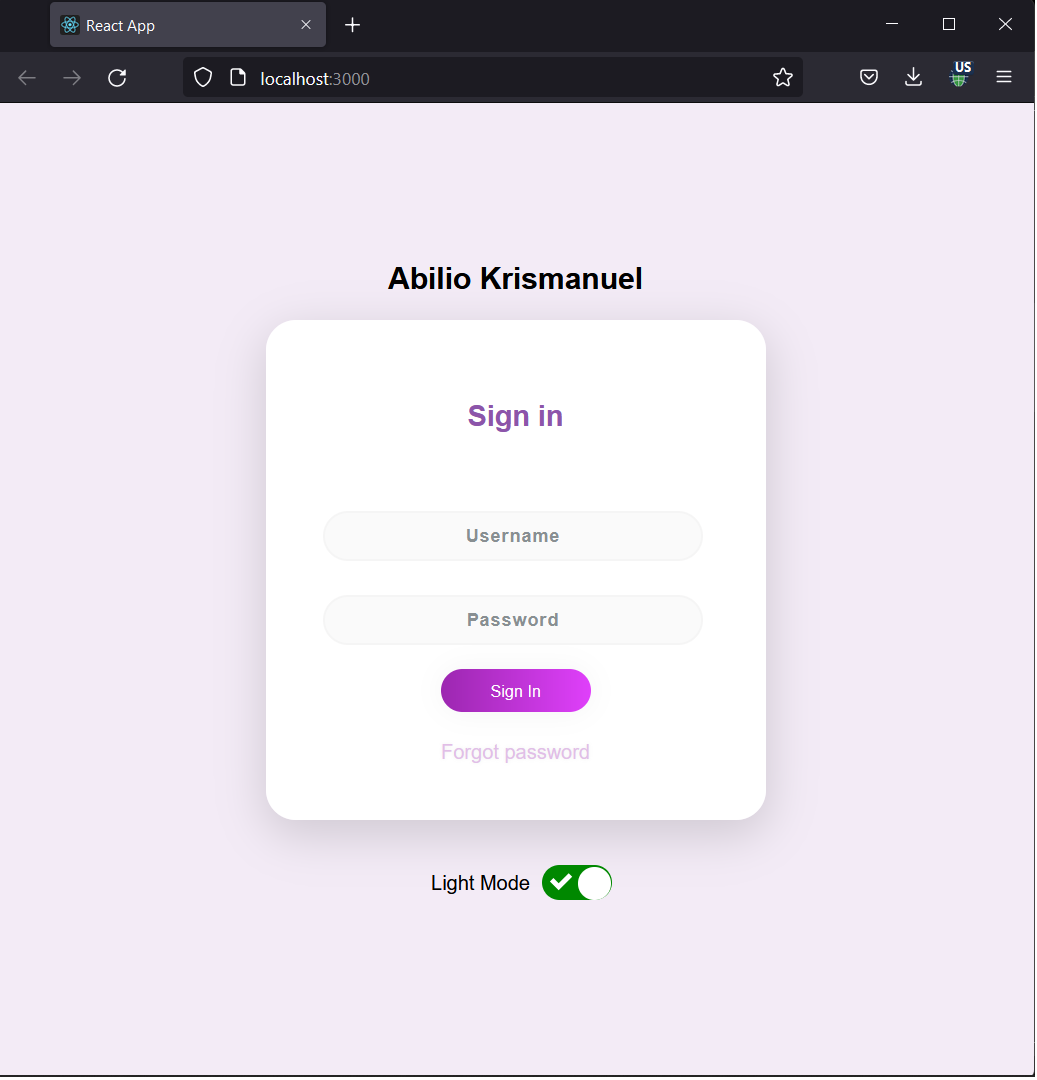 React App
localhost:3000
US
Abilio Krismanuel
Sign in
Username
Password
Sign In
Forgot password
Light Mode